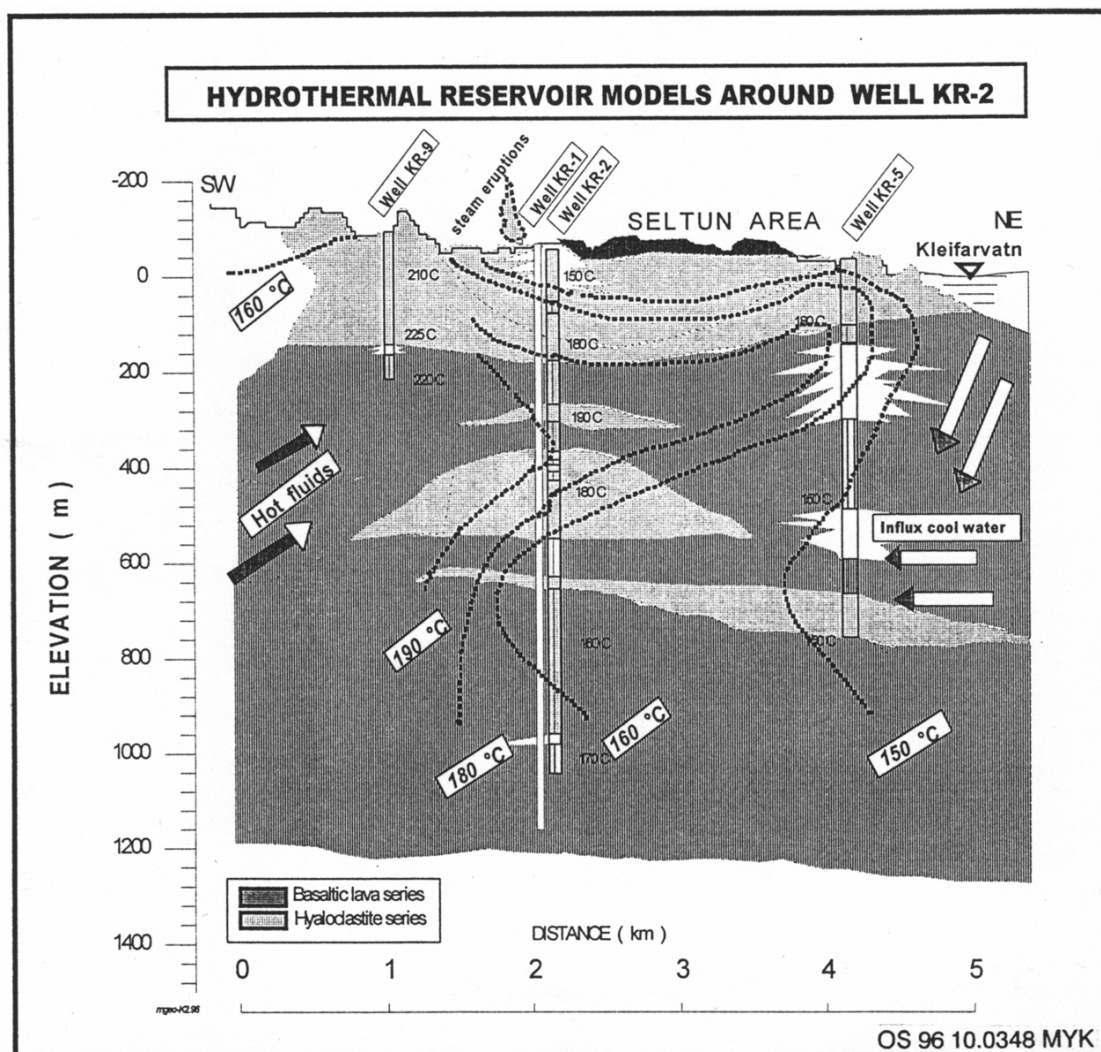 HYDROTHERMAL RESERVOIR MODELS AROUND WELL KR-2
Well KR-9
steam eruptions
Well KR-1
Well KR-2
Well KR-5
-200
SW
SELTUN AREA
NE
Kleifarvatn
0
210C
150C
160 °C
180C
225C
180C
200
220C
190C
400
Hot fluids
180C
150C
Influx cool water
600
190 °C
160C
800
180 °C
160 °C
150 °C
1000
170C
1200
Basaltic lava series
Hyaloclastite series
1400
ELEVATION ( m )
DISTANCE ( km )
0 1 2 3 4 5
OS 96 10.0348 MYK